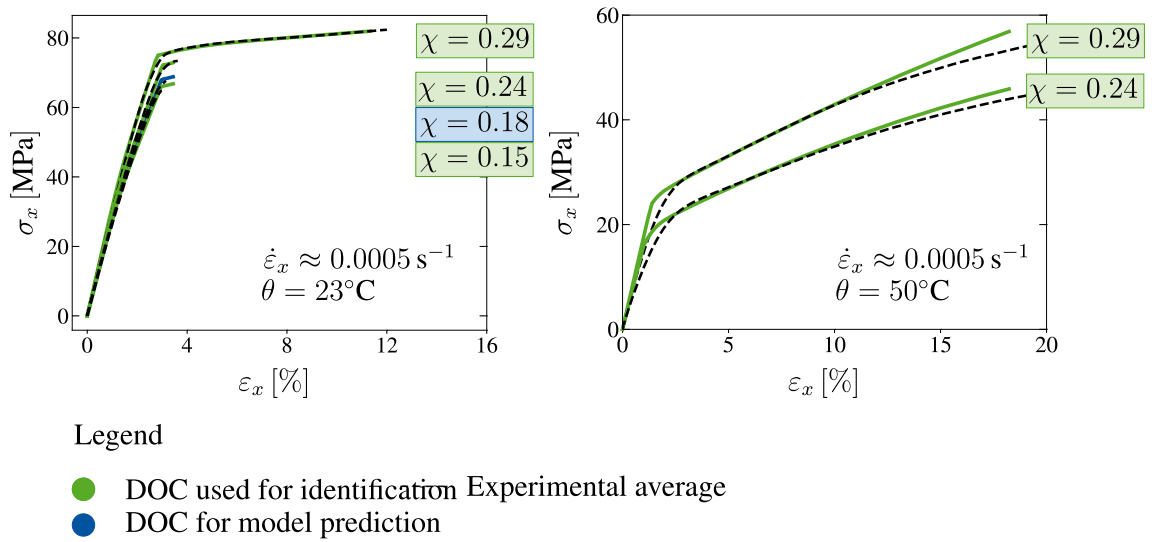 80
60
40
20
0
0
4
8
12
16
σx [MPa]
εx [%]
χ = 0.29
χ = 0.24
χ = 0.18
χ = 0.15
ε̇x ≈ 0.0005 s⁻¹
θ = 23°C
60
40
20
0
0
5
10
15
20
σx [MPa]
εx [%]
χ = 0.29
χ = 0.24
ε̇x ≈ 0.0005 s⁻¹
θ = 50°C
Legend
DOC used for identification Experimental average
DOC for model prediction